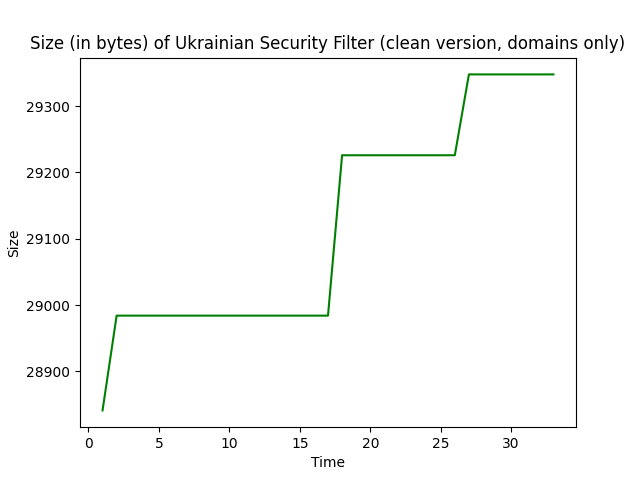 Size (in bytes) of Ukrainian Security Filter (clean version, domains only)
29300
29200
29100
29000
28900
Size
0 5 10 15 20 25 30
Time